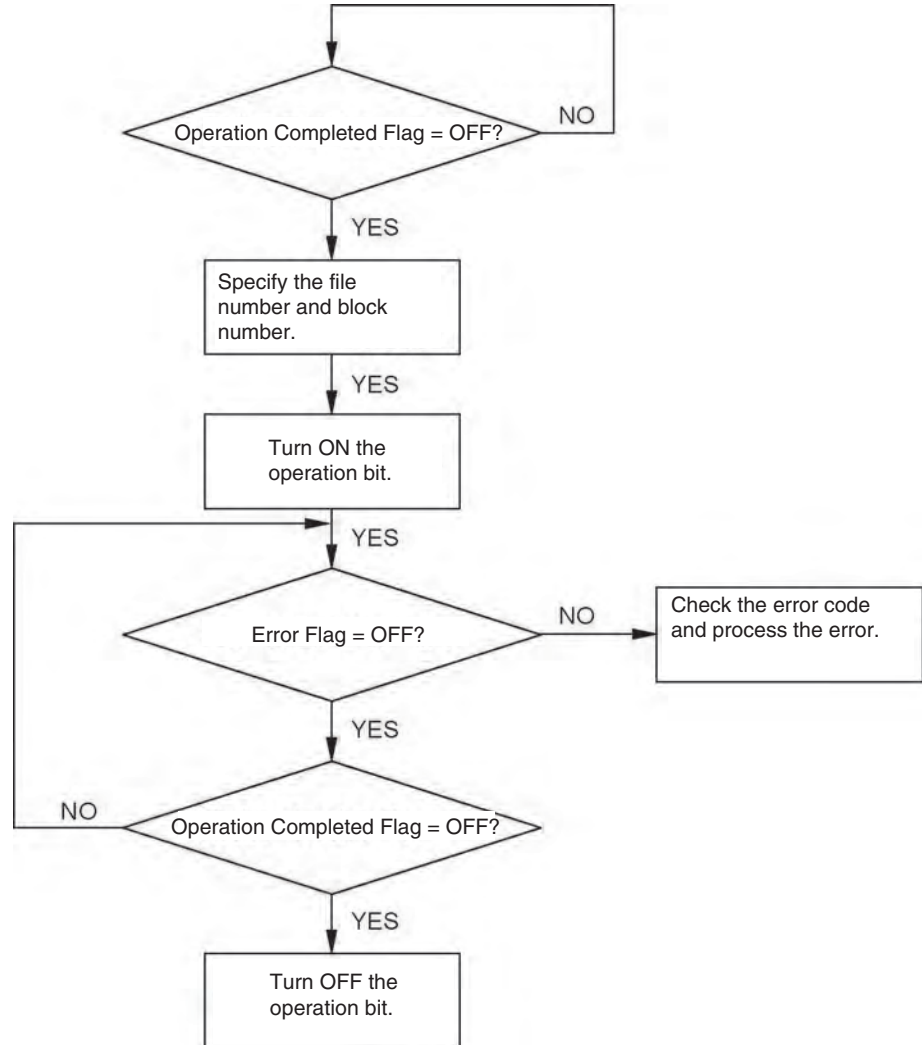 Operation Completed Flag = OFF?
NO
YES
Specify the file
number and block
number.
YES
Turn ON the
operation bit.
YES
Error Flag = OFF?
NO
Check the error code
and process the error.
YES
NO
Operation Completed Flag = OFF?
YES
Turn OFF the
operation bit.